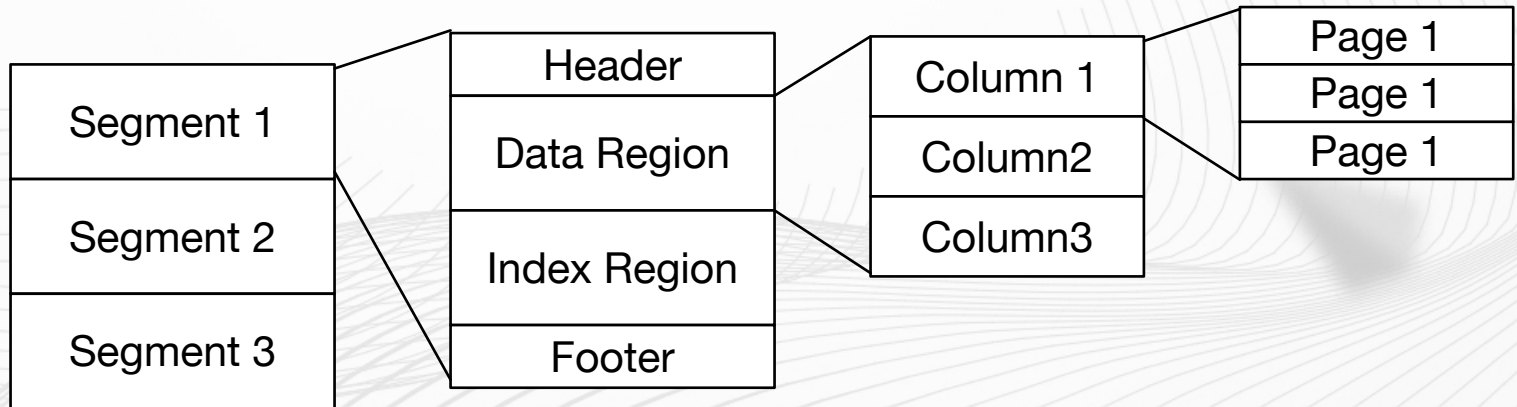 Segment 1
Segment 2
Segment 3
Header
Data Region
Index Region
Footer
Column 1
Column2
Column3
Page 1
Page 1
Page 1